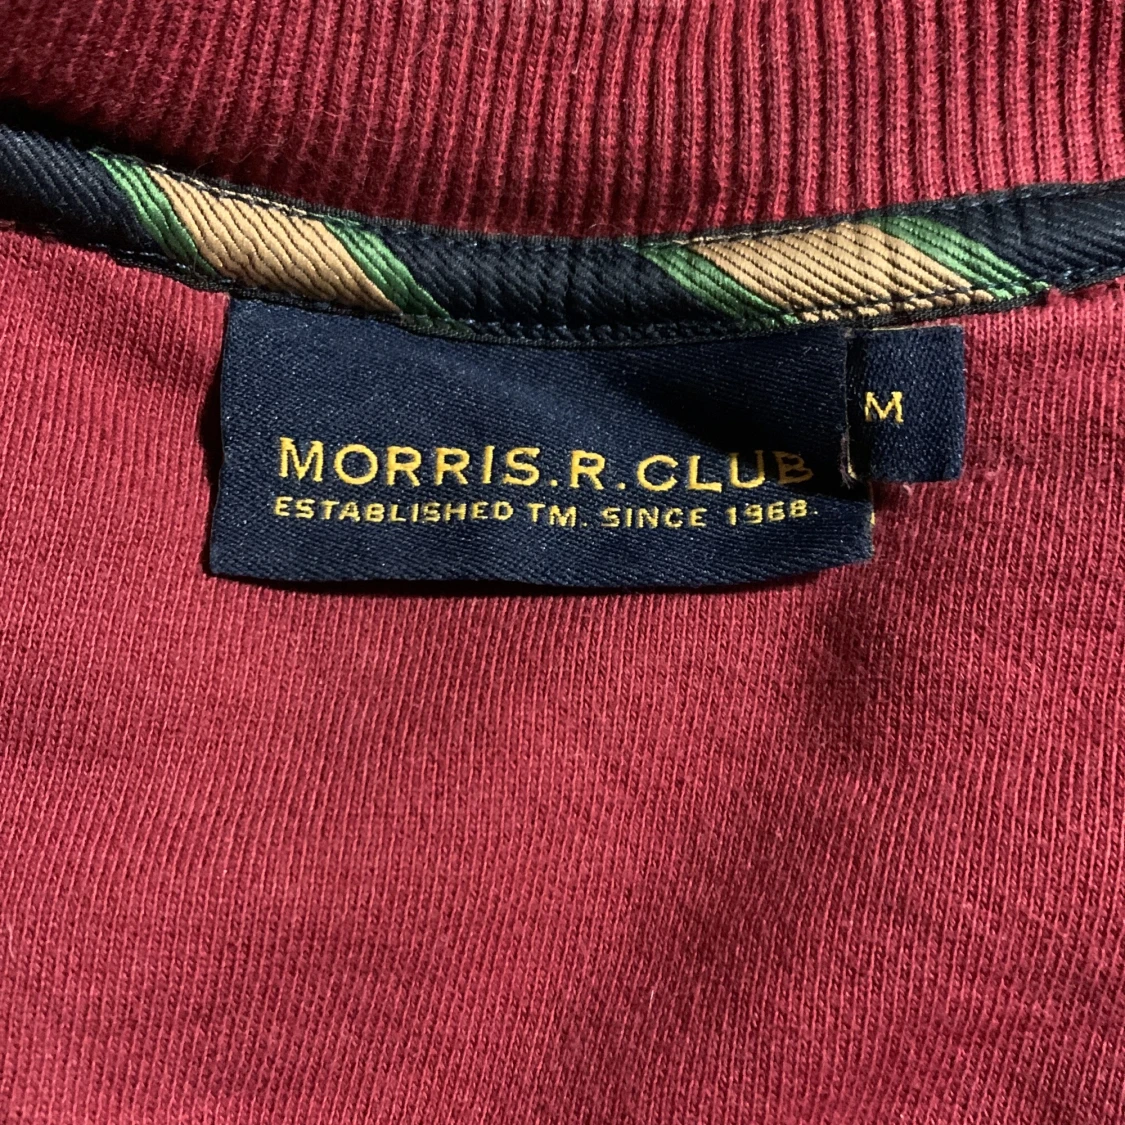 MORRIS.R.CLUB
ESTABLISHED TM. SINCE 1968.
M